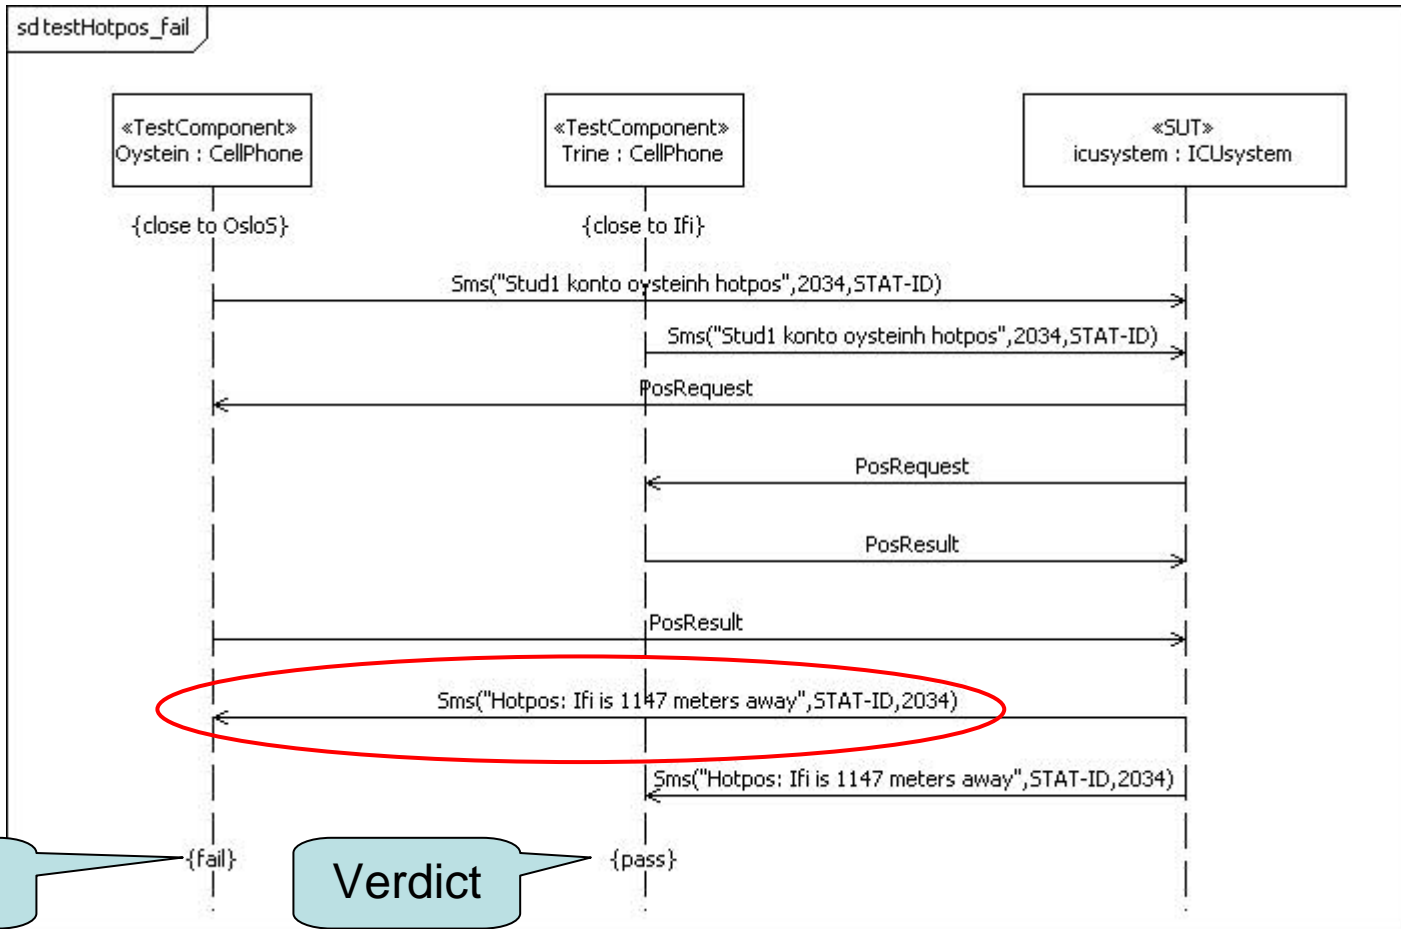 sd testHotpos_fail
«TestComponent»
Oystein : CellPhone
«TestComponent»
Trine : CellPhone
«SUT»
icusystem : ICUsystem
{close to OsloS}
{close to Ifi}
Sms("Stud1 konto oysteinh hotpos",2034,STAT-ID)
Sms("Stud1 konto oysteinh hotpos",2034,STAT-ID)
PosRequest
PosRequest
PosResult
PosResult
Sms("Hotpos: Ifi is 1147 meters away",STAT-ID,2034)
Sms("Hotpos: Ifi is 1147 meters away",STAT-ID,2034)
{fail}
Verdict
{pass}